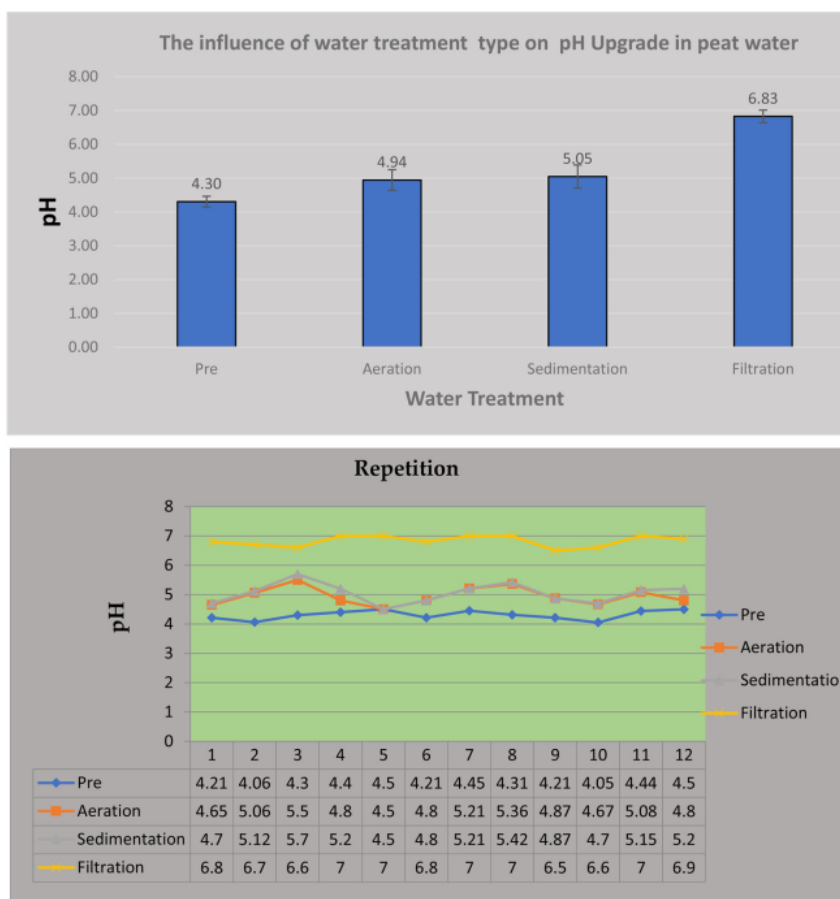 The influence of water treatment type on pH Upgrade in peat water
pH
8.00
7.00
6.00
5.00
4.00
3.00
2.00
1.00
0.00
4.30
4.94
5.05
6.83
Pre Aeration Sedimentation Filtration
Water Treatment
Repetition
pH
8
7
6
5
4
3
2
1
0
Pre
Aeration
Sedimentatio
Filtration
1 2 3 4 5 6 7 8 9 10 11 12
Pre 4.21 4.06 4.3 4.4 4.5 4.21 4.45 4.31 4.21 4.05 4.44 4.5
Aeration 4.65 5.06 5.5 4.8 4.5 4.8 5.21 5.36 4.87 4.67 5.08 4.8
Sedimentation 4.7 5.12 5.7 5.2 4.5 4.8 5.21 5.42 4.87 4.7 5.15 5.2
Filtration 6.8 6.7 6.6 7 7 6.8 7 7 6.5 6.6 7 6.9